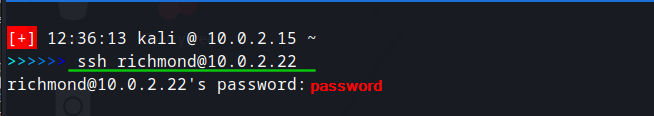 [+] 12:36:13 kali @ 10.0.2.15 ~
>>>>>> ssh richmond@10.0.2.22
richmond@10.0.2.22's password: password